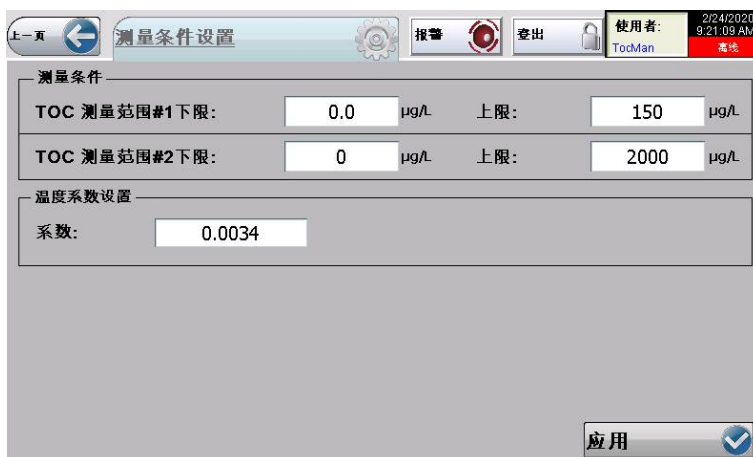 上一页 测量条件设置 报警 登出 使用者: 2/24/2020
TocMan 9:21:09 AM
离线
测量条件
TOC 测量范围#1下限: 0.0 µg/L 上限: 150 µg/L
TOC 测量范围#2下限: 0 µg/L 上限: 2000 µg/L
温度系数设置
系数: 0.0034
应用